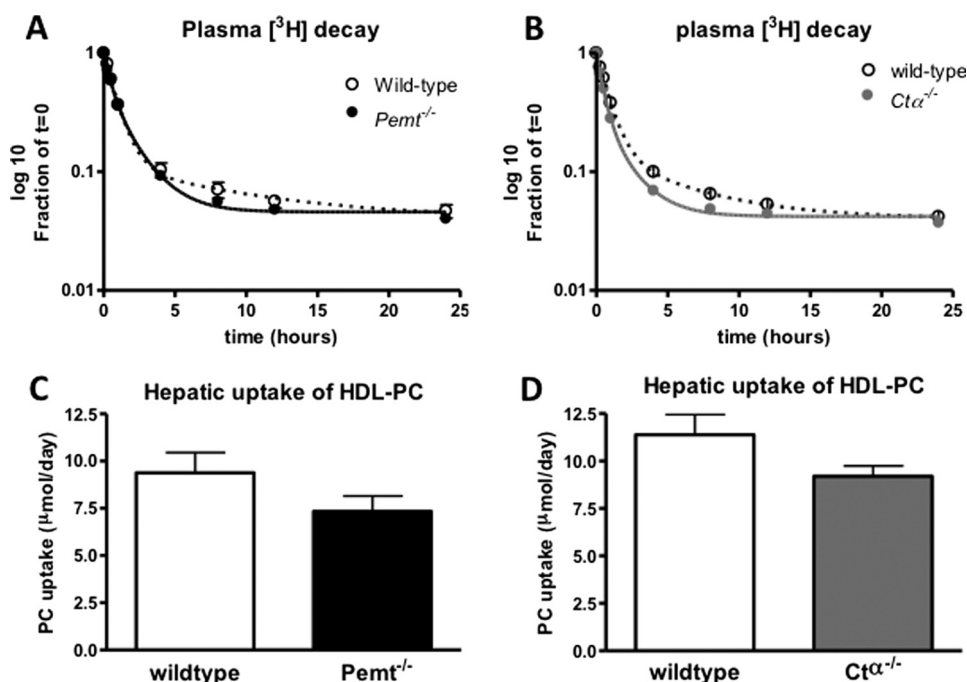 A
Plasma [³H] decay
log 10
Fraction of t=0
1
0.1
0.01
Wild-type
Pemt⁻/⁻
0 5 10 15 20 25
time (hours)
B
plasma [³H] decay
log 10
Fraction of t=0
1
0.1
0.01
wild-type
Ctα⁻/⁻
0 5 10 15 20 25
time (hours)
C
Hepatic uptake of HDL-PC
PC uptake (μmol/day)
12.5
10.0
7.5
5.0
2.5
0.0
wildtype Pemt⁻/⁻
D
Hepatic uptake of HDL-PC
PC uptake (μmol/day)
12.5
10.0
7.5
5.0
2.5
0.0
wildtype Ctα⁻/⁻